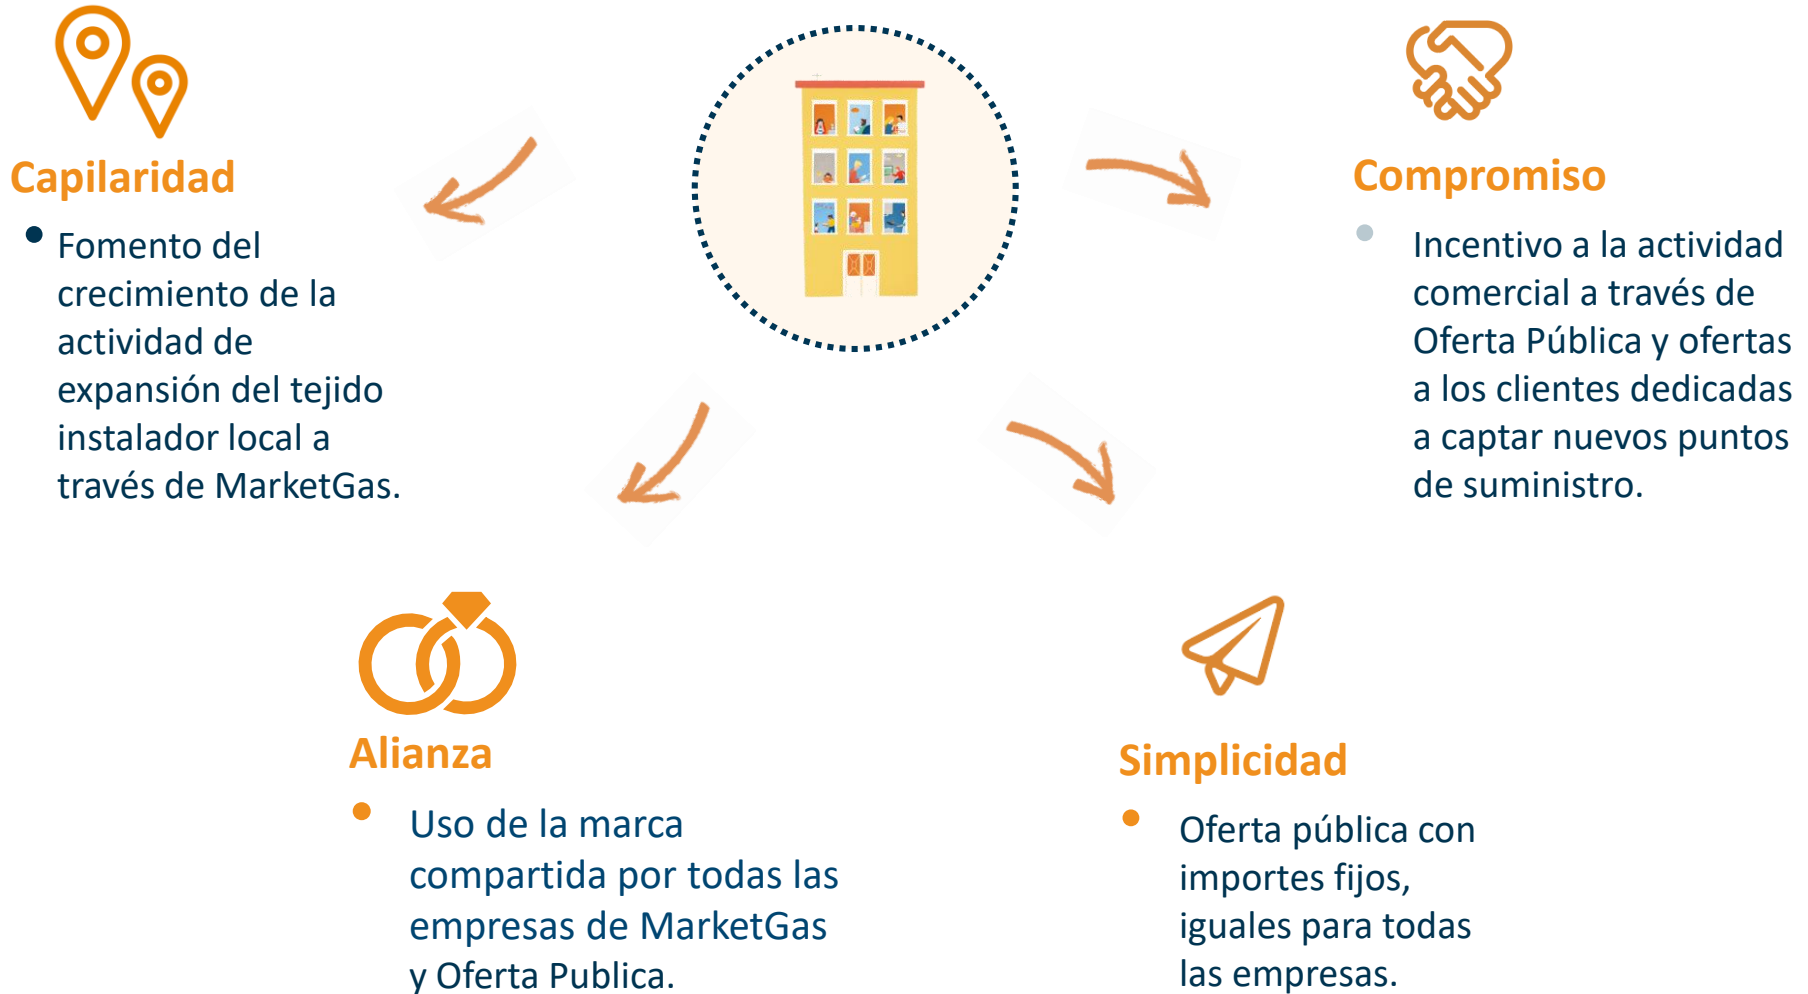 Capilaridad
• Fomento del
crecimiento de la
actividad de
expansión del tejido
instalador local a
través de MarketGas.
Compromiso
• Incentivo a la actividad
comercial a través de
Oferta Pública y ofertas
a los clientes dedicadas
a captar nuevos puntos
de suministro.
Alianza
• Uso de la marca
compartida por todas las
empresas de MarketGas
y Oferta Publica.
Simplicidad
• Oferta pública con
importes fijos,
iguales para todas
las empresas.